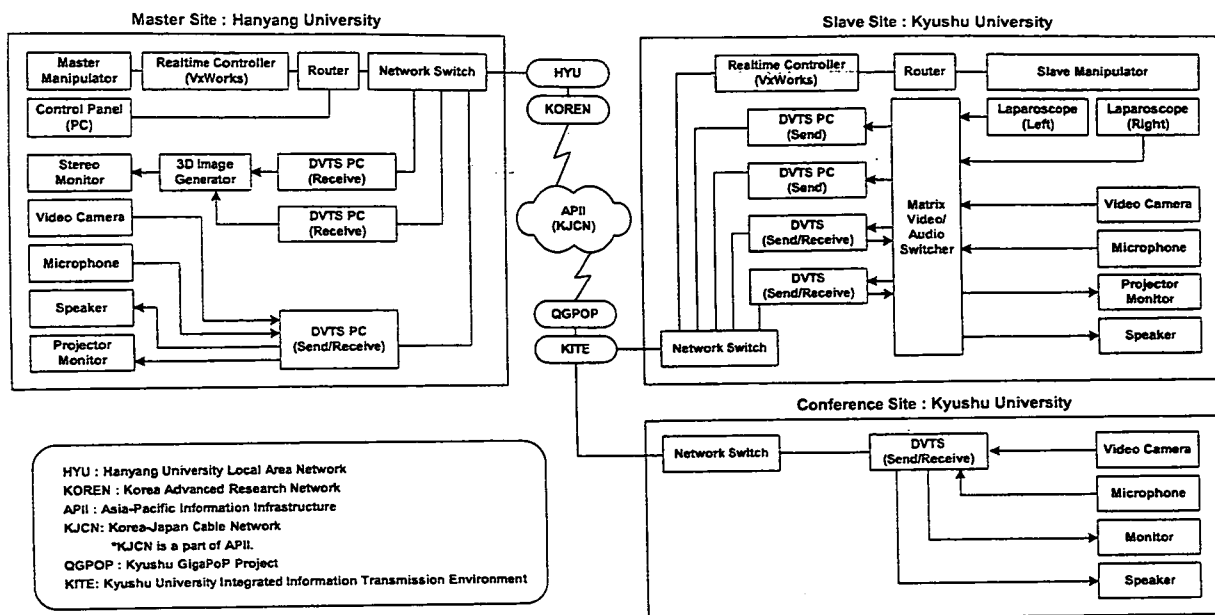 Master Site : Hanyang University
Master
Manipulator
Realtime Controller
(VxWorks)
Router
Network Switch
Control Panel
(PC)
Stereo
Monitor
3D Image
Generator
DVTS PC
(Receive)
Video Camera
DVTS PC
(Receive)
Microphone
Speaker
DVTS PC
(Send/Receive)
Projector
Monitor
HYU
KOREN
APII
(KJCN)
QGPOP
KITE
Slave Site : Kyushu University
Realtime Controller
(VxWorks)
Router
Slave Manipulator
DVTS PC
(Send)
Laparoscope
(Left)
Laparoscope
(Right)
DVTS PC
(Send)
Matrix
Video/
Audio
Switcher
Video Camera
DVTS
(Send/Receive)
Microphone
DVTS
(Send/Receive)
Projector
Monitor
Network Switch
Speaker
Conference Site : Kyushu University
Network Switch
DVTS
(Send/Receive)
Video Camera
Microphone
Monitor
Speaker
HYU : Hanyang University Local Area Network
KOREN : Korea Advanced Research Network
APII : Asia-Pacific Information Infrastructure
KJCN: Korea-Japan Cable Network
*KJCN is a part of APII.
QGPOP : Kyushu GigaPoP Project
KITE: Kyushu University Integrated Information Transmission Environment